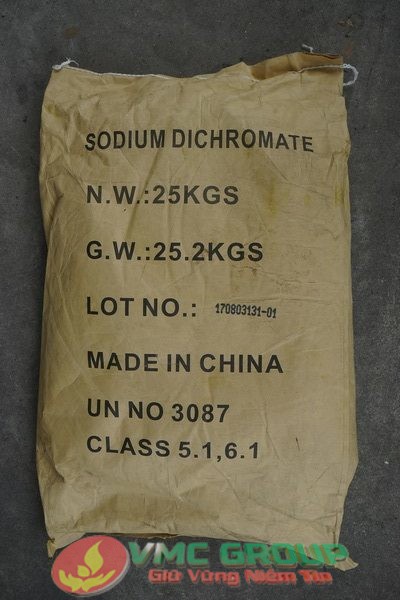 SODIUM DICHROMATE
N.W.:25KGS
G.W.:25.2KGS
LOT NO.: 170803131-01
MADE IN CHINA
UN NO 3087
CLASS 5.1,6.1
VMC GROUP
Giữ Vững Niềm Tin